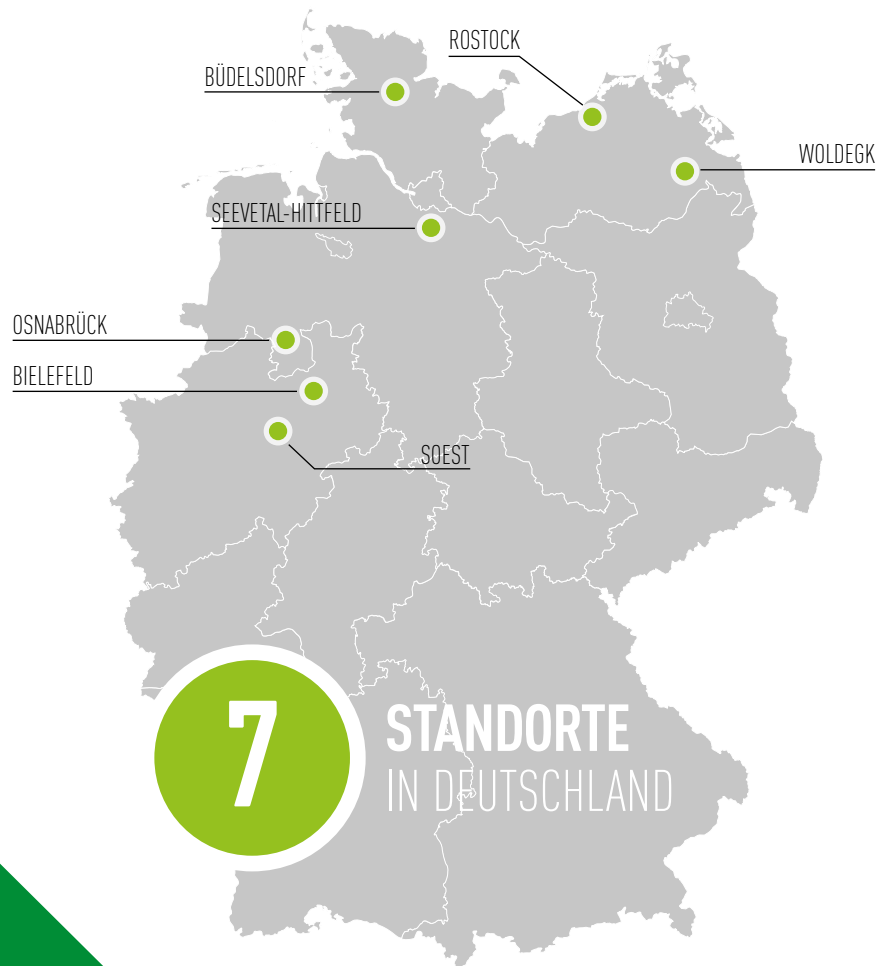 ROSTOCK
BÜDELSDORF
WOLDEGK
SEEVETAL-HITTFELD
OSNABRÜCK
BIELEFELD
SOEST
7
STANDORTE
IN DEUTSCHLAND